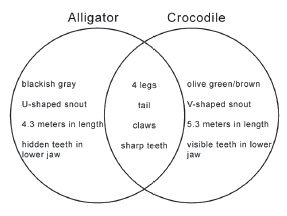 Alligator Crocodile
blackish gray
U-shaped snout
4.3 meters in length
hidden teeth in
lower jaw
4 legs
tail
claws
sharp teeth
olive green/brown
V-shaped snout
5.3 meters in length
visible teeth in lower
jaw